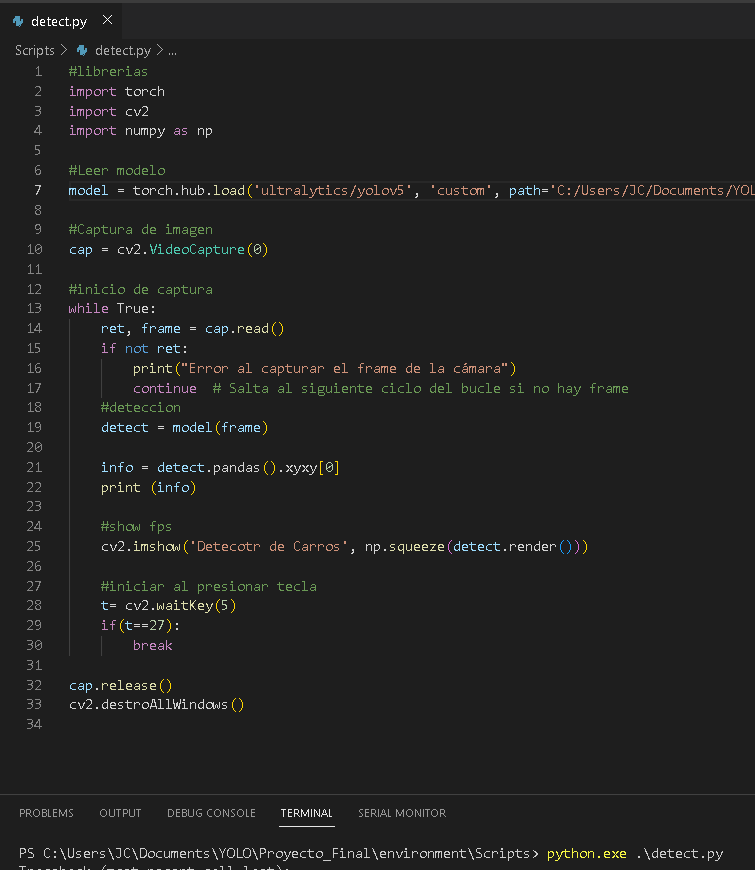 detect.py
Scripts > detect.py > ...
1 #librerias
2 import torch
3 import cv2
4 import numpy as np
5
6 #Leer modelo
7 model = torch.hub.load('ultralytics/yolov5', 'custom', path='C:/Users/JC/Documents/YOL
8
9 #Captura de imagen
10 cap = cv2.VideoCapture(0)
11
12 #inicio de captura
13 while True:
14     ret, frame = cap.read()
15     if not ret:
16         print("Error al capturar el frame de la cámara")
17         continue  # Salta al siguiente ciclo del bucle si no hay frame
18     #deteccion
19     detect = model(frame)
20
21     info = detect.pandas().xyxy[0]
22     print (info)
23
24     #show fps
25     cv2.imshow('Detecotr de Carros', np.squeeze(detect.render()))
26
27     #iniciar al presionar tecla
28     t= cv2.waitKey(5)
29     if(t==27):
30         break
31
32 cap.release()
33 cv2.destroAllWindows()
34
PROBLEMS OUTPUT DEBUG CONSOLE TERMINAL SERIAL MONITOR
PS C:\Users\JC\Documents\YOLO\Proyecto_Final\environment\Scripts> python.exe .\detect.py
Traceback (most recent call last):